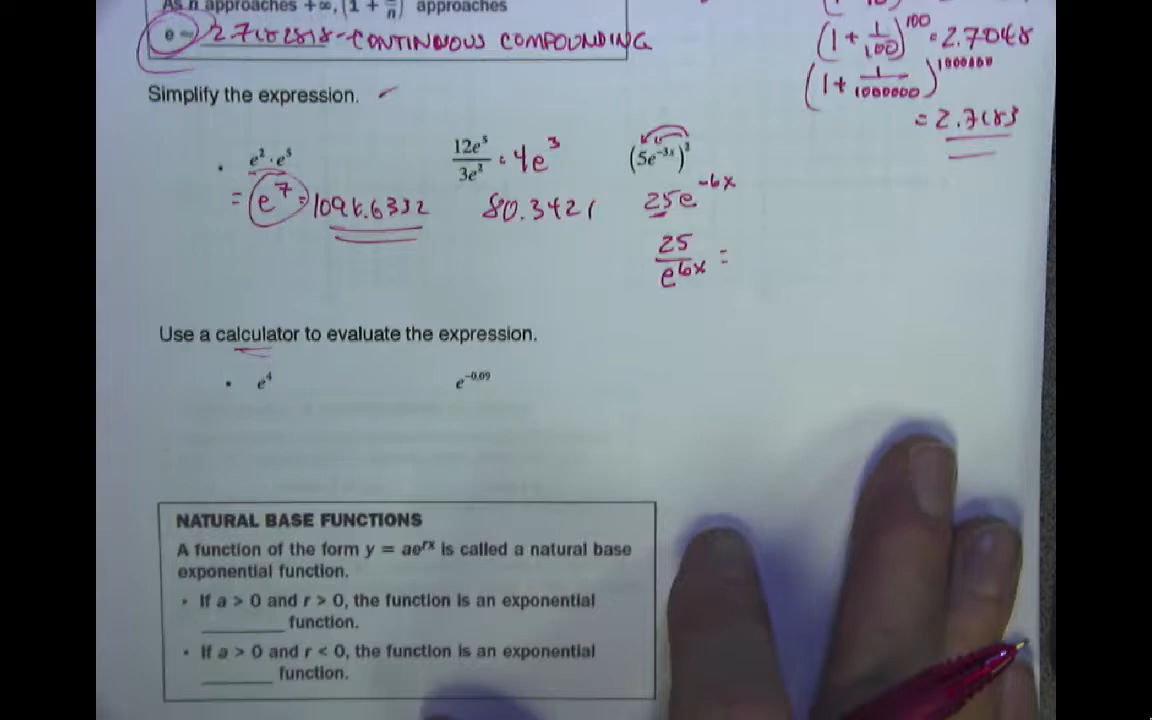 As n approaches +∞, (1 + 1/n)ⁿ approaches
e ≈ 2.7182818 - CONTINUOUS COMPOUNDING
(1 + 1/100)^100 = 2.7048
(1 + 1/1000000)^1000000
= 2.7183
Simplify the expression.
• e² · e⁵
= e⁷ = 1096.6332
12e⁵/3e² = 4e³
80.3421
(5e^−3x)²
25e^−6x
25/e^6x =
Use a calculator to evaluate the expression.
• e⁴
e^−0.09
NATURAL BASE FUNCTIONS
A function of the form y = ae^rx is called a natural base
exponential function.
• If a > 0 and r > 0, the function is an exponential
________ function.
• If a > 0 and r < 0, the function is an exponential
_______ function.